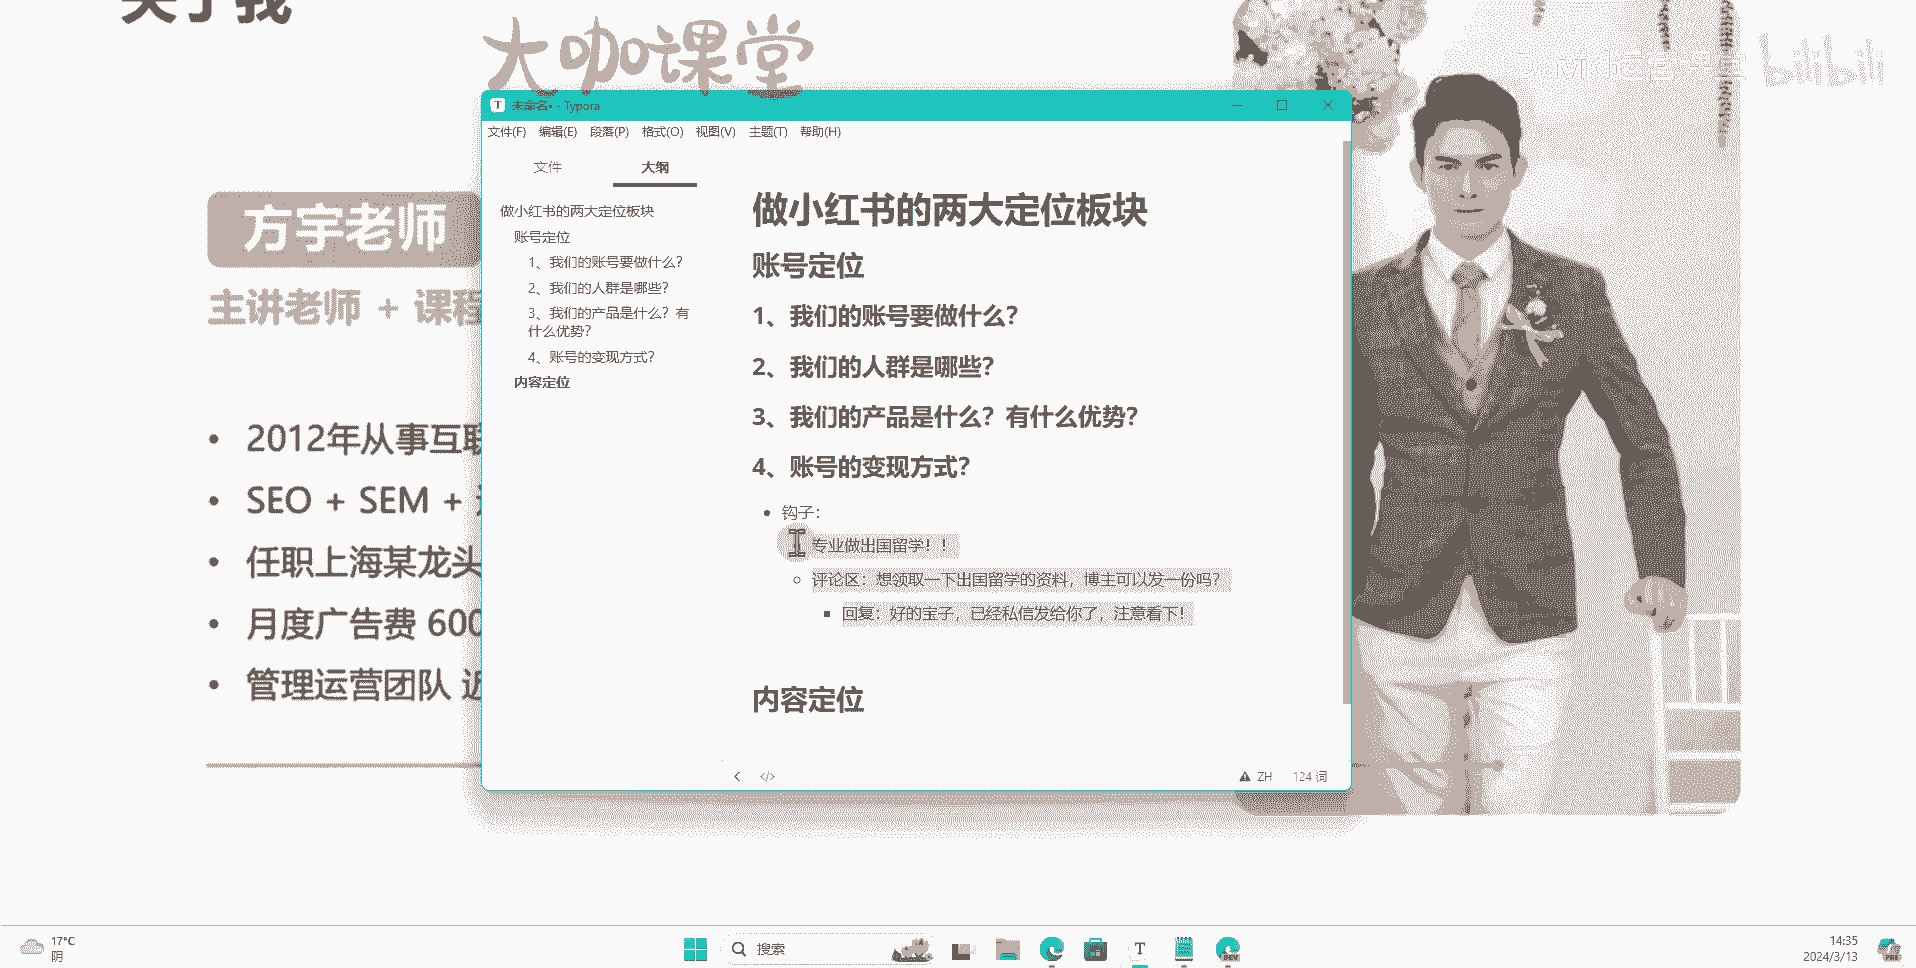 关于我
大咖课堂
bilibili
未命名• - Typora
文件(F) 编辑(E) 段落(P) 格式(O) 视图(V) 主题(T) 帮助(H)
文件 大纲
做小红书的两大定位板块
账号定位
1、我们的账号要做什么？
2、我们的人群是哪些？
3、我们的产品是什么？有
什么优势？
4、账号的变现方式？
内容定位
做小红书的两大定位板块
账号定位
1、我们的账号要做什么？
2、我们的人群是哪些？
3、我们的产品是什么？有什么优势？
4、账号的变现方式？
钩子：
专业做出国留学！！
评论区：想领取一下出国留学的资料，博主可以发一份吗？
回复：好的宝子，已经私信发给你了，注意看下！
内容定位
ZH 124 词
方宇老师
主讲老师 + 课程
2012年从事互联
SEO + SEM +
任职上海某龙头
月度广告费 600
管理运营团队 近
17°C
阴
搜索
14:35
2024/3/13